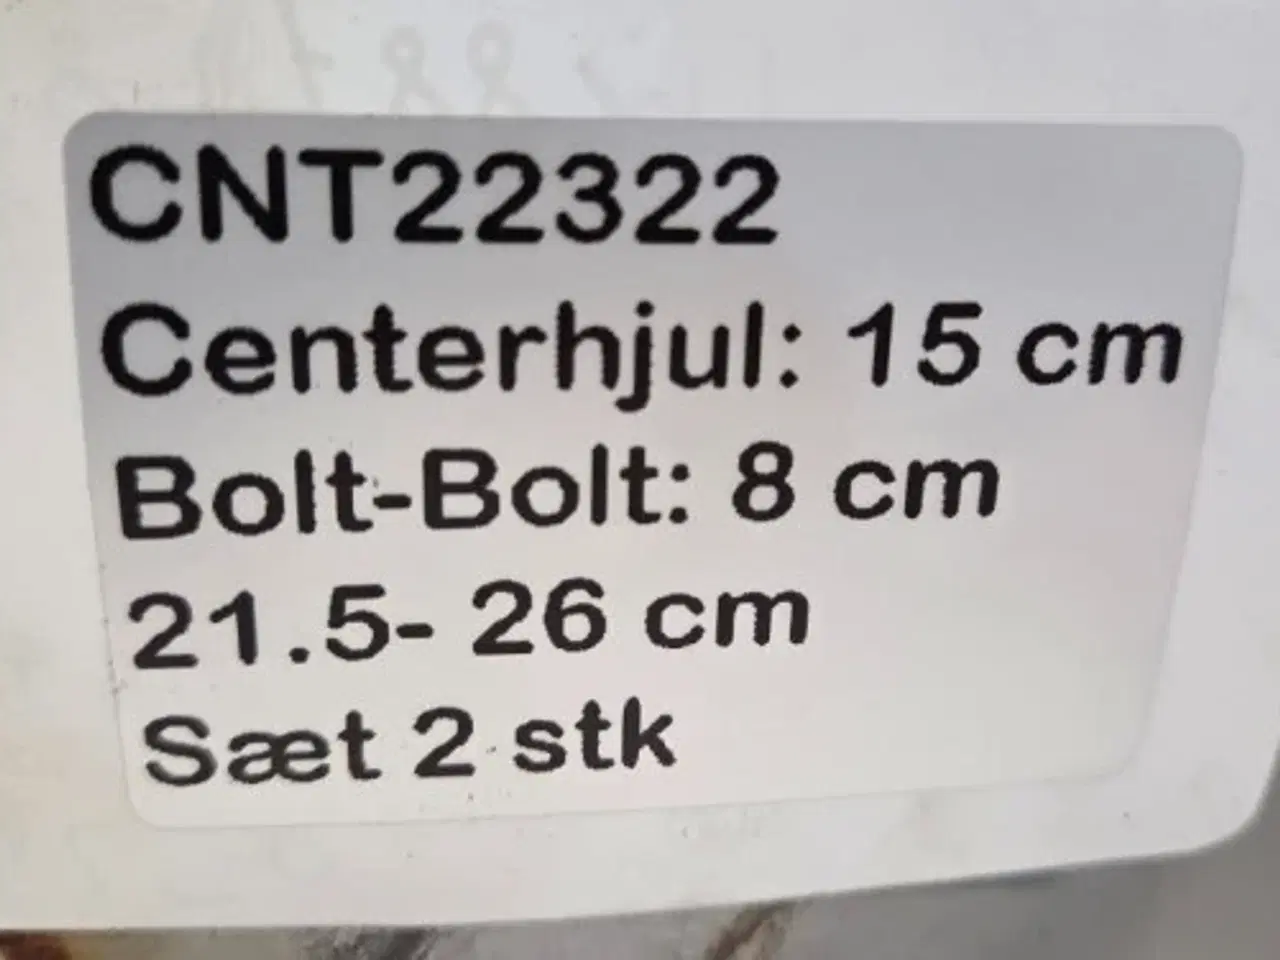 CNT22322
Centerhjul: 15 cm
Bolt-Bolt: 8 cm
21.5- 26 cm
Sæt 2 stk